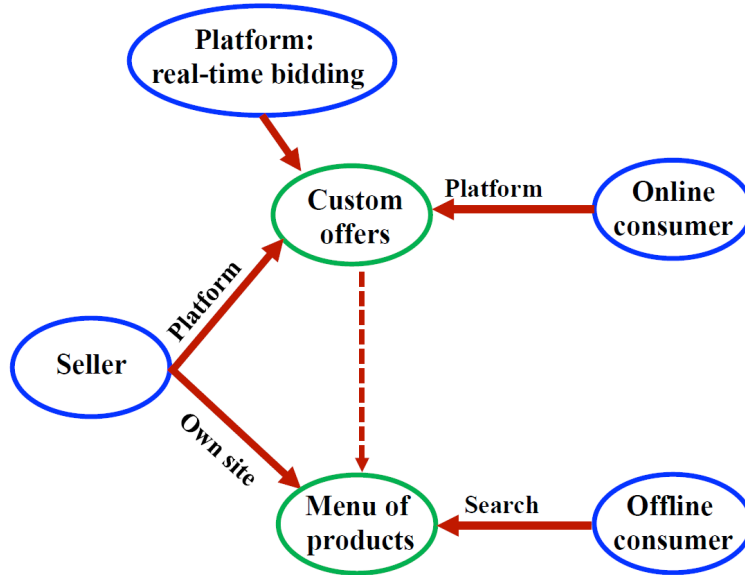 Platform:
real-time bidding
Custom
offers
Platform
Online
consumer
Platform
Seller
Own site
Menu of
products
Search
Offline
consumer